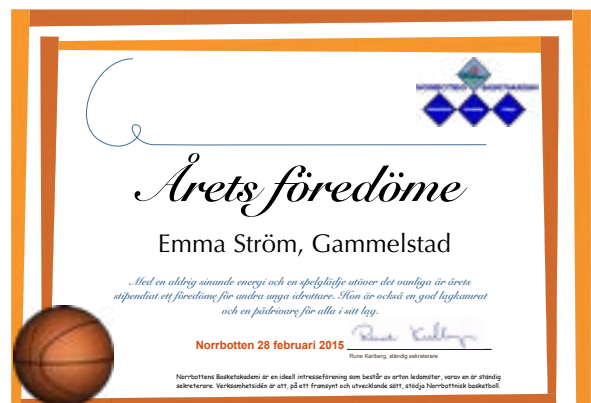 NORRBOTTENS BASKETAKADEMI
Årets föredöme
Emma Ström, Gammelstad
Med en aldrig sinande energi och en spelglädje utöver det vanliga är årets
stipendiat ett föredöme för andra unga idrottare. Hon är också en god lagkamrat
och en pådrivare för alla i sitt lag.
Norrbotten 28 februari 2015
Rune Karlberg, ständig sekreterare
Norrbottens Basketakademi är en ideell intresseförening som består av arton ledamöter, varav en är ständig
sekreterare. Verksamhetsidén är att, på ett framsynt och utvecklande sätt, stödja Norrbottnisk basketboll.